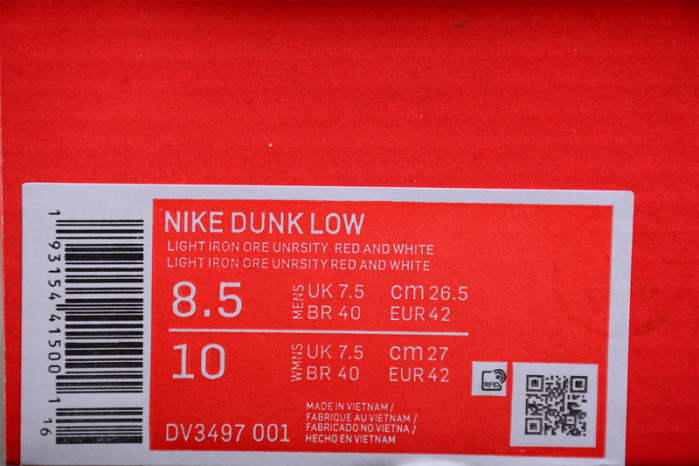 NIKE DUNK LOW
LIGHT IRON ORE UNRSITY RED AND WHITE
LIGHT IRON ORE UNRSITY RED AND WHITE
8.5 MENS UK 7.5 cm 26.5
BR 40 EUR 42
10 WMNS UK 7.5 cm 27
BR 40 EUR 42
RFID
DV3497 001
MADE IN VIETNAM /
FABRIQUE AU VIETNAM /
FABRICADO NO VIETNA /
HECHO EN VIETNAM
1 93154 41500 1
16